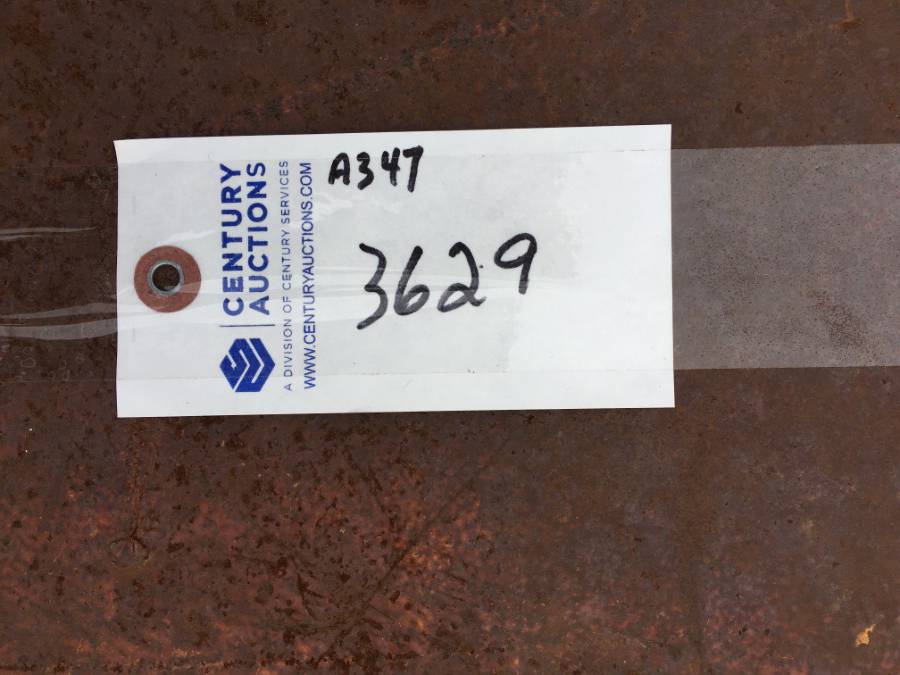 CENTURY
AUCTIONS
A DIVISION OF CENTURY SERVICES
WWW.CENTURYAUCTIONS.COM
A347
3629